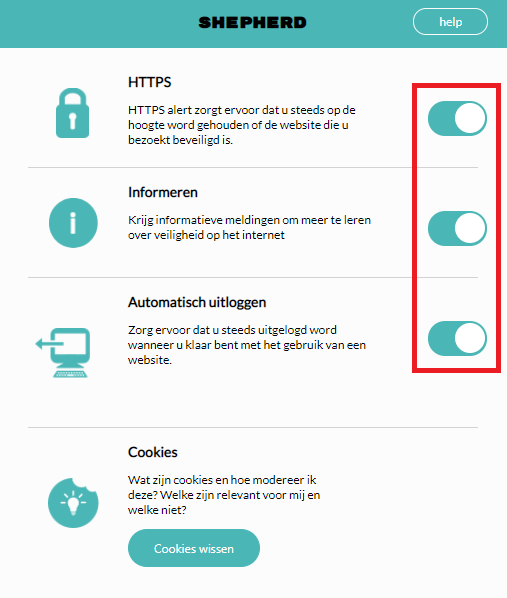 SHEPHERD
help
HTTPS
HTTPS alert zorgt ervoor dat u steeds op de
hoogte word gehouden of de website die u
bezoekt beveiligd is.
Informeren
Krijg informatieve meldingen om meer te leren
over veiligheid op het internet
Automatisch uitloggen
Zorg ervoor dat u steeds uitgelogd word
wanneer u klaar bent met het gebruik van een
website.
Cookies
Wat zijn cookies en hoe modereer ik
deze? Welke zijn relevant voor mij en
welke niet?
Cookies wissen